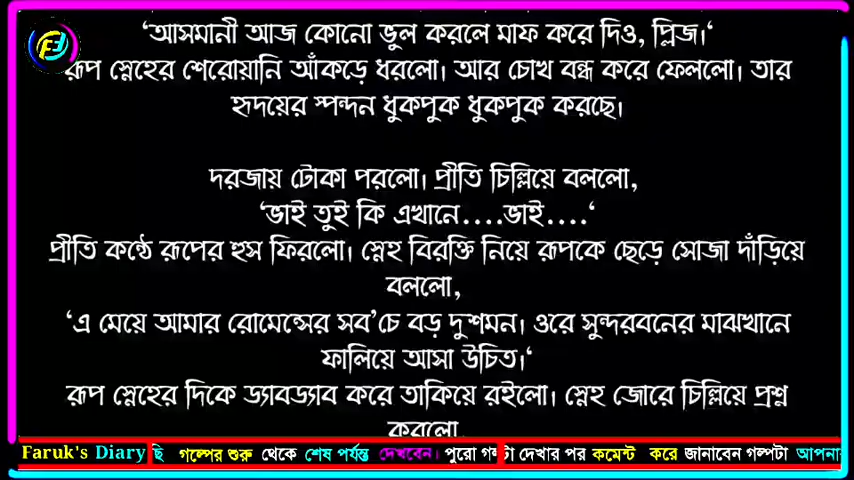 ‘আসমানী আজ কোনো ভুল করলে মাফ করে দিও, প্লিজ।‘
রূপ স্নেহের শেরোয়ানি আঁকড়ে ধরলো। আর চোখ বন্ধ করে ফেললো। তার
হৃদয়ের স্পন্দন ধুকপুক ধুকপুক করছে।
দরজায় টোকা পরলো। প্রীতি চিল্লিয়ে বললো,
‘ভাই তুই কি এখানে....ভাই....‘
প্রীতি কন্ঠে রূপের হুস ফিরলো। স্নেহ বিরক্তি নিয়ে রূপকে ছেড়ে সোজা দাঁড়িয়ে
বললো,
‘এ মেয়ে আমার রোমেন্সের সব’চে বড় দুশমন। ওরে সুন্দরবনের মাঝখানে
ফালিয়ে আসা উচিত।‘
রূপ স্নেহের দিকে ড্যাবড্যাব করে তাকিয়ে রইলো। স্নেহ জোরে চিল্লিয়ে প্রশ্ন
করলো
Faruk's Diary ছি গল্পের শুরু থেকে শেষ পর্যন্ত দেখবেন। পুরো গল্পটা দেখার পর কমেন্ট করে জানাবেন গল্পটা আপনা